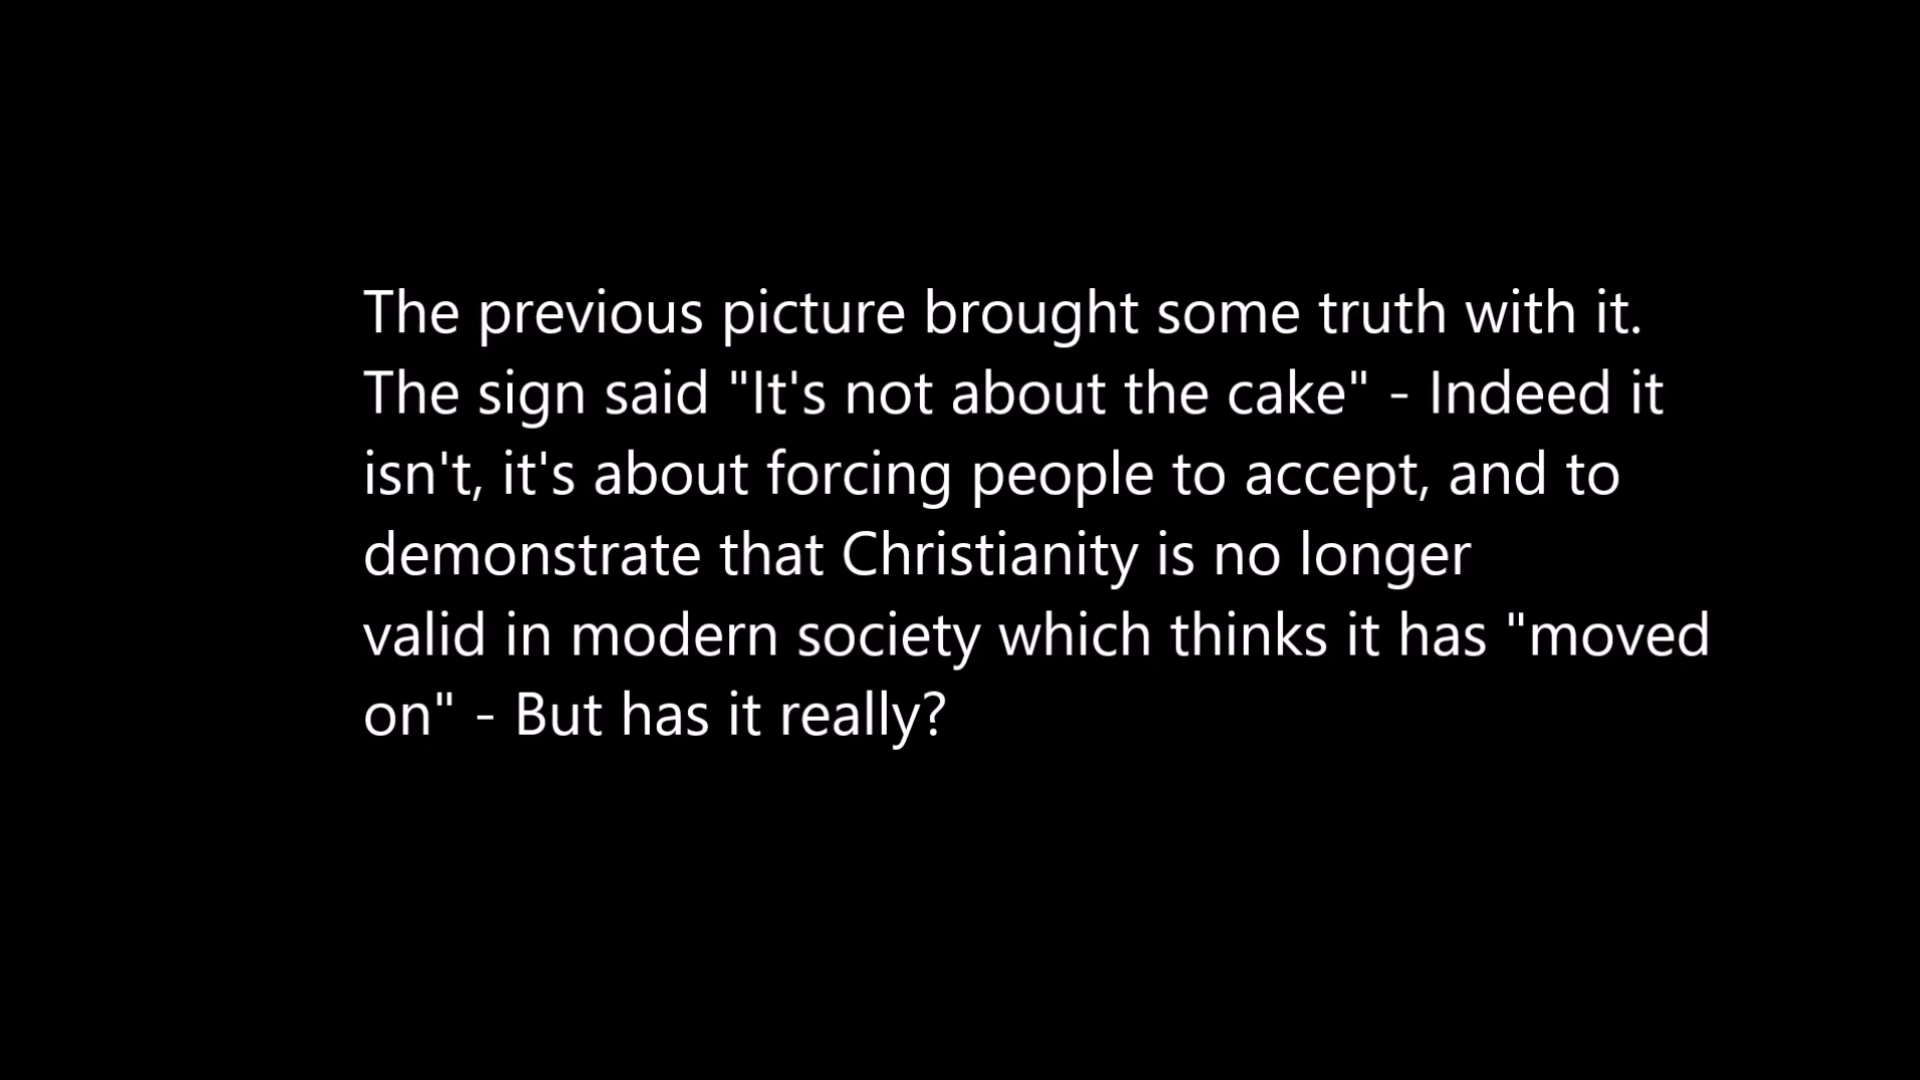 The previous picture brought some truth with it.
The sign said "It's not about the cake" - Indeed it
isn't, it's about forcing people to accept, and to
demonstrate that Christianity is no longer
valid in modern society which thinks it has "moved
on" - But has it really?